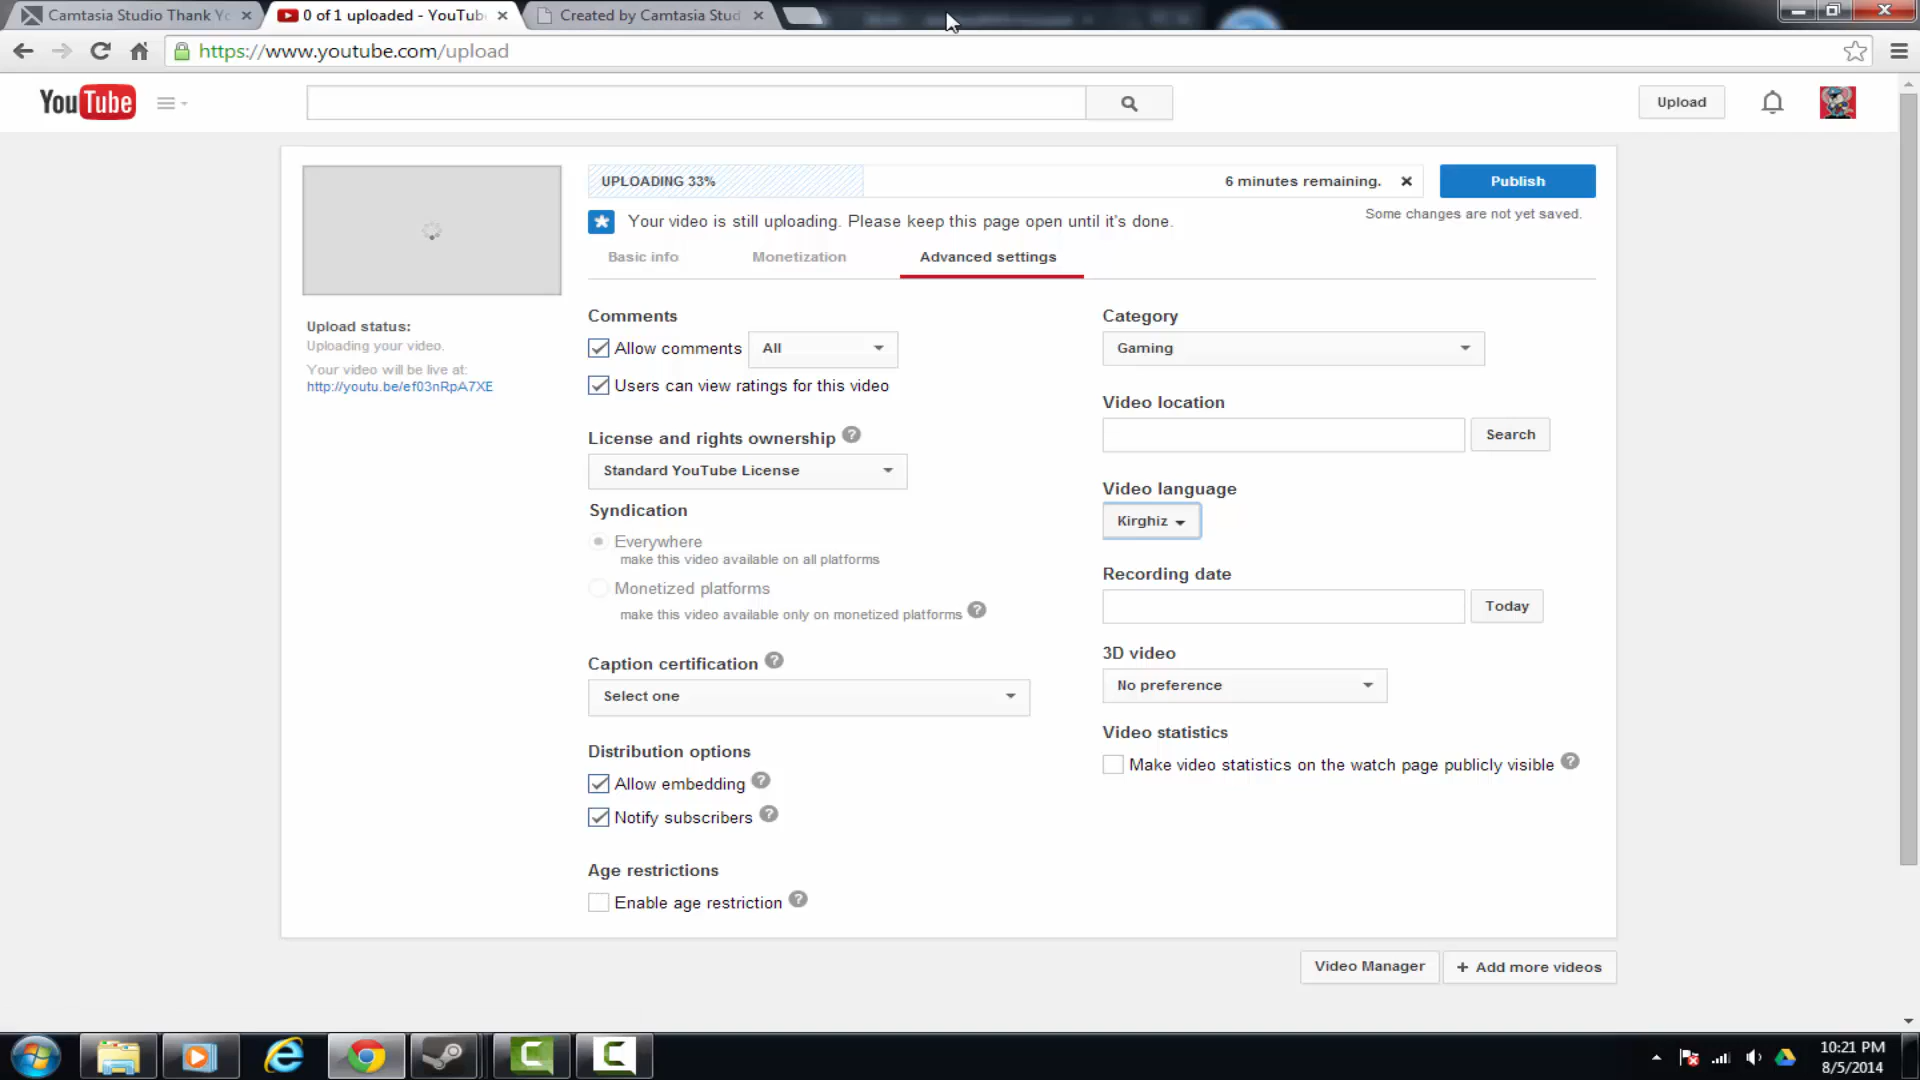 Camtasia Studio Thank Yo
0 of 1 uploaded - YouTub
Created by Camtasia Stud
https://www.youtube.com/upload
YouTube
Upload
UPLOADING 33%
6 minutes remaining.
Publish
Your video is still uploading. Please keep this page open until it's done.
Some changes are not yet saved.
Basic info
Monetization
Advanced settings
Upload status:
Uploading your video.
Your video will be live at:
http://youtu.be/ef03nRpA7XE
Comments
Allow comments
All
Users can view ratings for this video
License and rights ownership ?
Standard YouTube License
Syndication
Everywhere
make this video available on all platforms
Monetized platforms
make this video available only on monetized platforms ?
Caption certification ?
Select one
Distribution options
Allow embedding ?
Notify subscribers ?
Age restrictions
Enable age restriction ?
Category
Gaming
Video location
Search
Video language
Kirghiz
Recording date
Today
3D video
No preference
Video statistics
Make video statistics on the watch page publicly visible ?
Video Manager
+ Add more videos
10:21 PM
8/5/2014